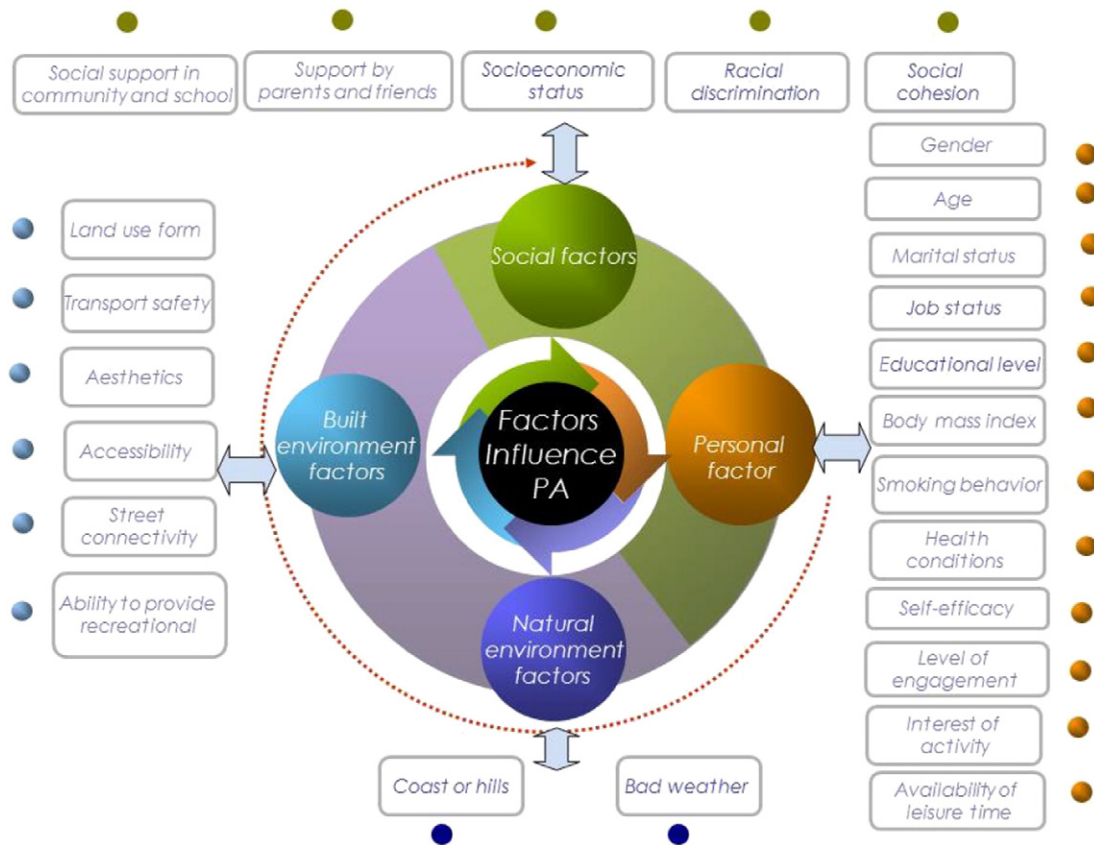 Social support in
community and school
Support by
parents and friends
Socioeconomic
status
Racial
discrimination
Social
cohesion
Gender
Age
Marital status
Job status
Educational level
Body mass index
Smoking behavior
Health
conditions
Self-efficacy
Level of
engagement
Interest of
activity
Availability of
leisure time
Land use form
Transport safety
Aesthetics
Accessibility
Street
connectivity
Ability to provide
recreational
Social factors
Built
environment
factors
Factors
Influence
PA
Personal
factor
Natural
environment
factors
Coast or hills
Bad weather